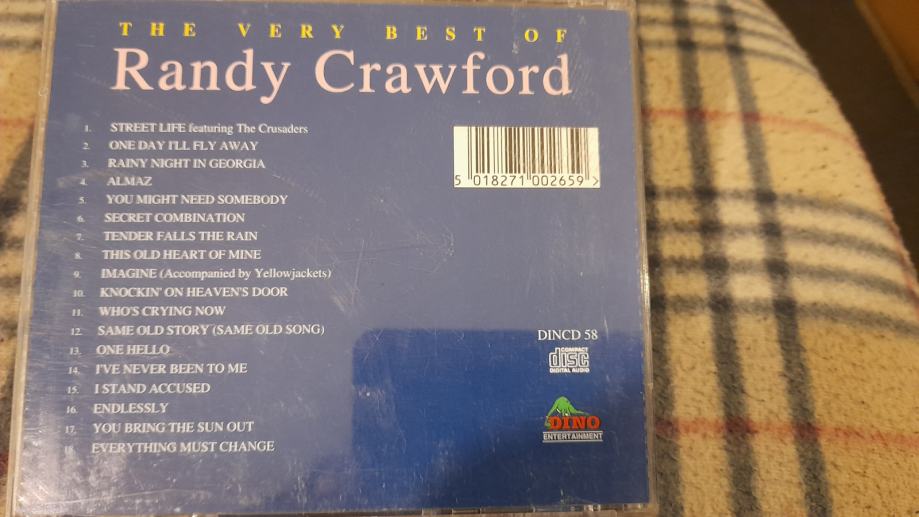 THE VERY BEST OF
Randy Crawford
1. STREET LIFE featuring The Crusaders
2. ONE DAY I'LL FLY AWAY
3. RAINY NIGHT IN GEORGIA
4. ALMAZ
5. YOU MIGHT NEED SOMEBODY
6. SECRET COMBINATION
7. TENDER FALLS THE RAIN
8. THIS OLD HEART OF MINE
9. IMAGINE (Accompanied by Yellowjackets)
10. KNOCKIN' ON HEAVEN'S DOOR
11. WHO'S CRYING NOW
12. SAME OLD STORY (SAME OLD SONG)
13. ONE HELLO
14. I'VE NEVER BEEN TO ME
15. I STAND ACCUSED
16. ENDLESSLY
17. YOU BRING THE SUN OUT
18. EVERYTHING MUST CHANGE
5 018271 002659 >
DINCD 58
COMPACT
disc
DIGITAL AUDIO
DINO
ENTERTAINMENT